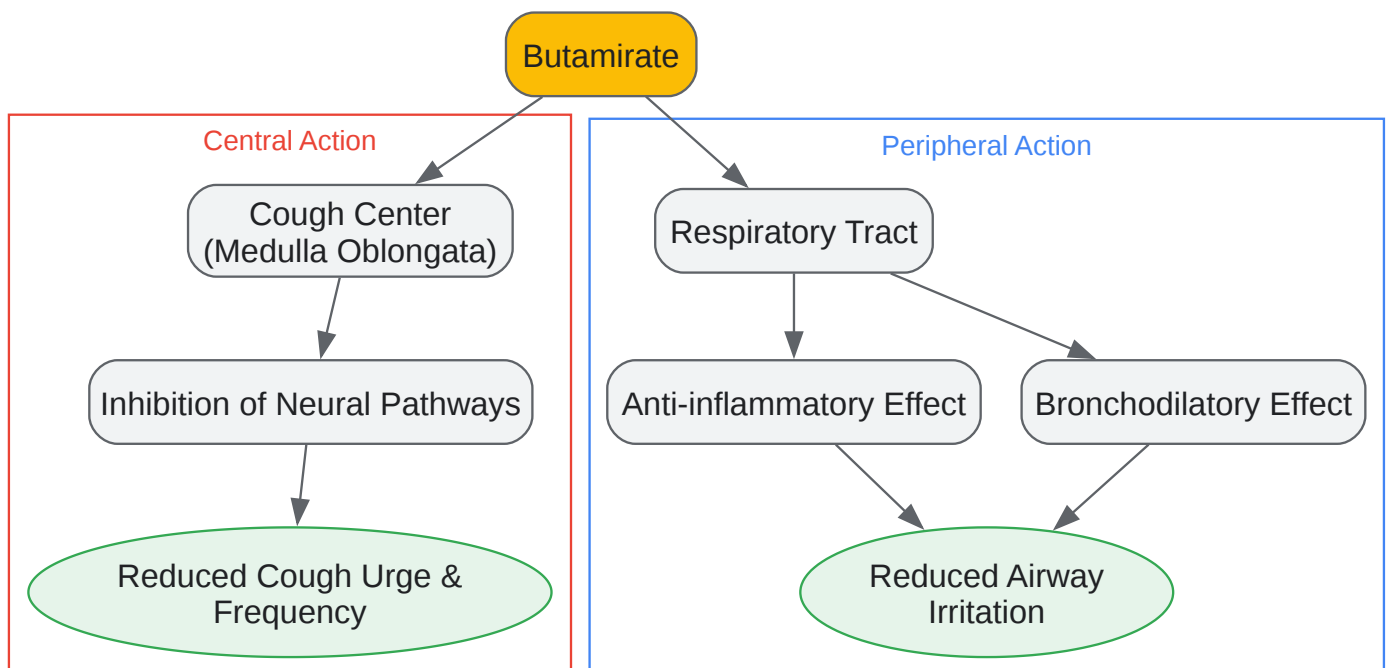 Butamirate
Central Action
Peripheral Action
Cough Center
(Medulla Oblongata)
Respiratory Tract
Inhibition of Neural Pathways
Anti-inflammatory Effect
Bronchodilatory Effect
Reduced Cough Urge &
Frequency
Reduced Airway
Irritation